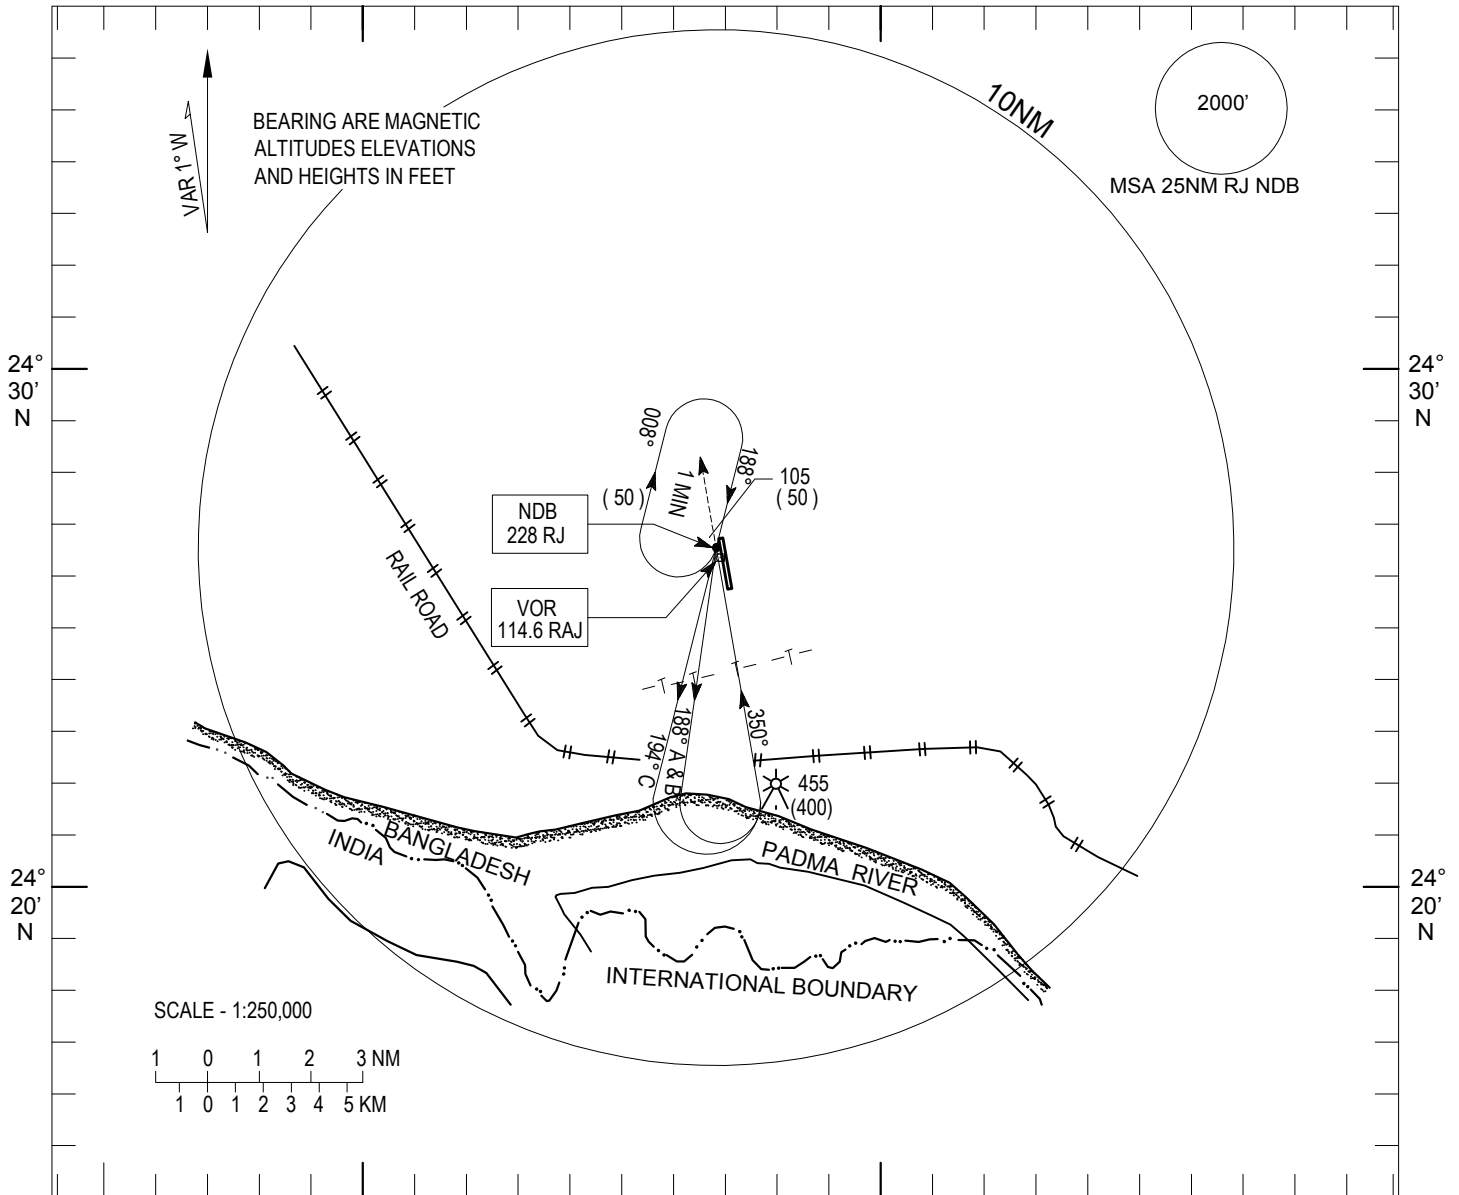 10NM
2000'
MSA 25NM RJ NDB
VAR 1° W
BEARING ARE MAGNETIC
ALTITUDES ELEVATIONS
AND HEIGHTS IN FEET
24°
30'
N
24°
30'
N
008°
188°
1 MIN
( 50 )
105
( 50 )
NDB
228 RJ
VOR
114.6 RAJ
RAIL ROAD
188° A & B
194° C
350°
455
(400)
BANGLADESH
INDIA
PADMA RIVER
24°
20'
N
24°
20'
N
INTERNATIONAL BOUNDARY
SCALE - 1:250,000
1 0 1 2 3 NM
1 0 1 2 3 4 5 KM